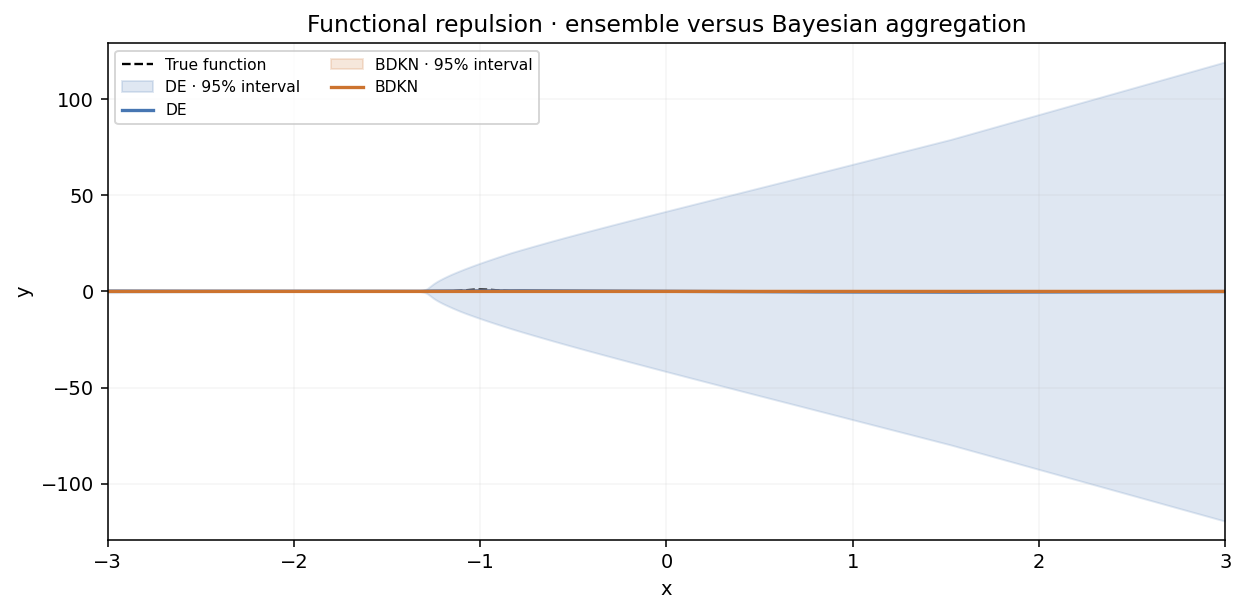 Functional repulsion · ensemble versus Bayesian aggregation
True function
DE · 95% interval
DE
BDKN · 95% interval
BDKN
y
100
50
0
−50
−100
−3
−2
−1
0
1
2
3
x